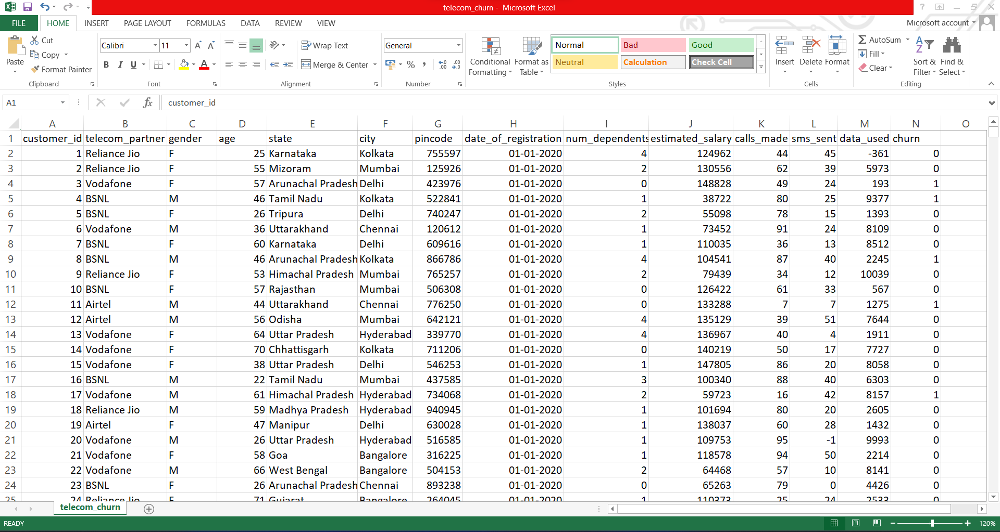 telecom_churn - Microsoft Excel
FILE HOME INSERT PAGE LAYOUT FORMULAS DATA REVIEW VIEW Microsoft account
Paste Cut Copy Format Painter Clipboard
Calibri 11 B I U Font
Wrap Text Merge & Center Alignment
General % Number
Conditional Formatting Format as Table Normal Bad Good Neutral Calculation Check Cell Styles
Insert Delete Format Cells
AutoSum Fill Clear Sort & Filter Find & Select Editing
A1 fx customer_id
A B C D E F G H I J K L M N O
1 customer_id telecom_partner gender age state city pincode date_of_registration num_dependents estimated_salary calls_made sms_sent data_used churn
2 1 Reliance Jio F 25 Karnataka Kolkata 755597 01-01-2020 4 124962 44 45 -361 0
3 2 Reliance Jio F 55 Mizoram Mumbai 125926 01-01-2020 2 130556 62 39 5973 0
4 3 Vodafone F 57 Arunachal Pradesh Delhi 423976 01-01-2020 0 148828 49 24 193 1
5 4 BSNL M 46 Tamil Nadu Kolkata 522841 01-01-2020 1 38722 80 25 9377 1
6 5 BSNL F 26 Tripura Delhi 740247 01-01-2020 2 55098 78 15 1393 0
7 6 Vodafone M 36 Uttarakhand Chennai 120612 01-01-2020 1 73452 91 24 8109 0
8 7 BSNL F 60 Karnataka Delhi 609616 01-01-2020 1 110035 36 13 8512 0
9 8 BSNL M 46 Arunachal Pradesh Kolkata 866786 01-01-2020 4 104541 87 40 2245 1
10 9 Reliance Jio F 53 Himachal Pradesh Mumbai 765257 01-01-2020 2 79439 34 12 10039 0
11 10 BSNL F 57 Rajasthan Mumbai 506308 01-01-2020 0 126422 61 33 567 0
12 11 Airtel M 44 Uttarakhand Chennai 776250 01-01-2020 0 133288 7 7 1275 1
13 12 Airtel M 56 Odisha Mumbai 642121 01-01-2020 4 135129 39 51 7644 0
14 13 Vodafone F 64 Uttar Pradesh Hyderabad 339770 01-01-2020 4 136967 40 4 1911 0
15 14 Vodafone F 70 Chhattisgarh Kolkata 711206 01-01-2020 0 140219 50 17 7727 0
16 15 Vodafone F 38 Uttar Pradesh Delhi 546253 01-01-2020 1 147805 86 20 8058 0
17 16 BSNL M 22 Tamil Nadu Mumbai 437585 01-01-2020 3 100340 88 40 6303 0
18 17 Vodafone M 61 Himachal Pradesh Hyderabad 734068 01-01-2020 2 59723 16 42 8157 1
19 18 Reliance Jio M 59 Madhya Pradesh Hyderabad 940945 01-01-2020 1 101694 80 20 2605 0
20 19 Airtel F 47 Manipur Delhi 630028 01-01-2020 1 138037 60 28 1432 0
21 20 Vodafone M 26 Uttar Pradesh Hyderabad 516585 01-01-2020 1 109753 95 -1 9993 0
22 21 Vodafone F 58 Goa Bangalore 316225 01-01-2020 1 118578 94 50 2214 0
23 22 Vodafone M 66 West Bengal Bangalore 504153 01-01-2020 2 64468 57 10 8141 0
24 23 BSNL F 26 Arunachal Pradesh Chennai 893238 01-01-2020 0 65263 79 0 4426 0
25 24 Reliance Jio F 71 Gujarat Bangalore 264045 01-01-2020 1 110373 25 24 2533 0
telecom_churn
READY 120%